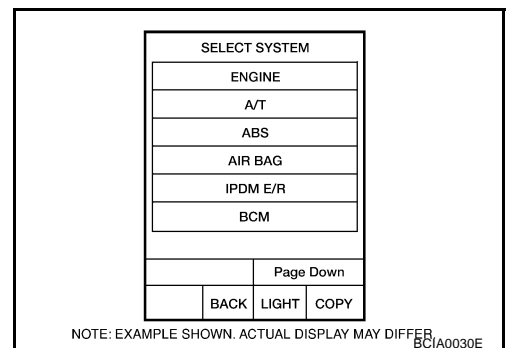 SELECT SYSTEM
ENGINE
A/T
ABS
AIR BAG
IPDM E/R
BCM
Page Down
BACK LIGHT COPY
NOTE: EXAMPLE SHOWN. ACTUAL DISPLAY MAY DIFFER.
BCIA0030E